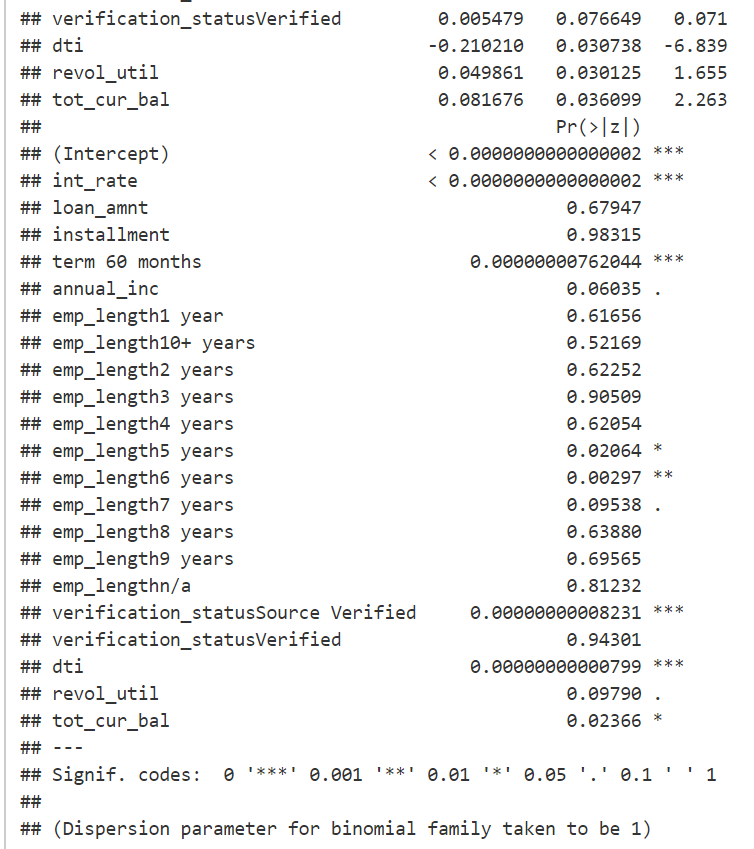 ## verification_statusVerified 0.005479 0.076649 0.071
## dti -0.210210 0.030738 -6.839
## revol_util 0.049861 0.030125 1.655
## tot_cur_bal 0.081676 0.036099 2.263
## Pr(>|z|)
## (Intercept) < 0.0000000000000002 ***
## int_rate < 0.0000000000000002 ***
## loan_amnt 0.67947
## installment 0.98315
## term 60 months 0.00000000762044 ***
## annual_inc 0.06035 .
## emp_length1 year 0.61656
## emp_length10+ years 0.52169
## emp_length2 years 0.62252
## emp_length3 years 0.90509
## emp_length4 years 0.62054
## emp_length5 years 0.02064 *
## emp_length6 years 0.00297 **
## emp_length7 years 0.09538 .
## emp_length8 years 0.63880
## emp_length9 years 0.69565
## emp_lengthn/a 0.81232
## verification_statusSource Verified 0.00000000008231 ***
## verification_statusVerified 0.94301
## dti 0.00000000000799 ***
## revol_util 0.09790 .
## tot_cur_bal 0.02366 *
## ---
## Signif. codes: 0 '***' 0.001 '**' 0.01 '*' 0.05 '.' 0.1 ' ' 1
##
## (Dispersion parameter for binomial family taken to be 1)